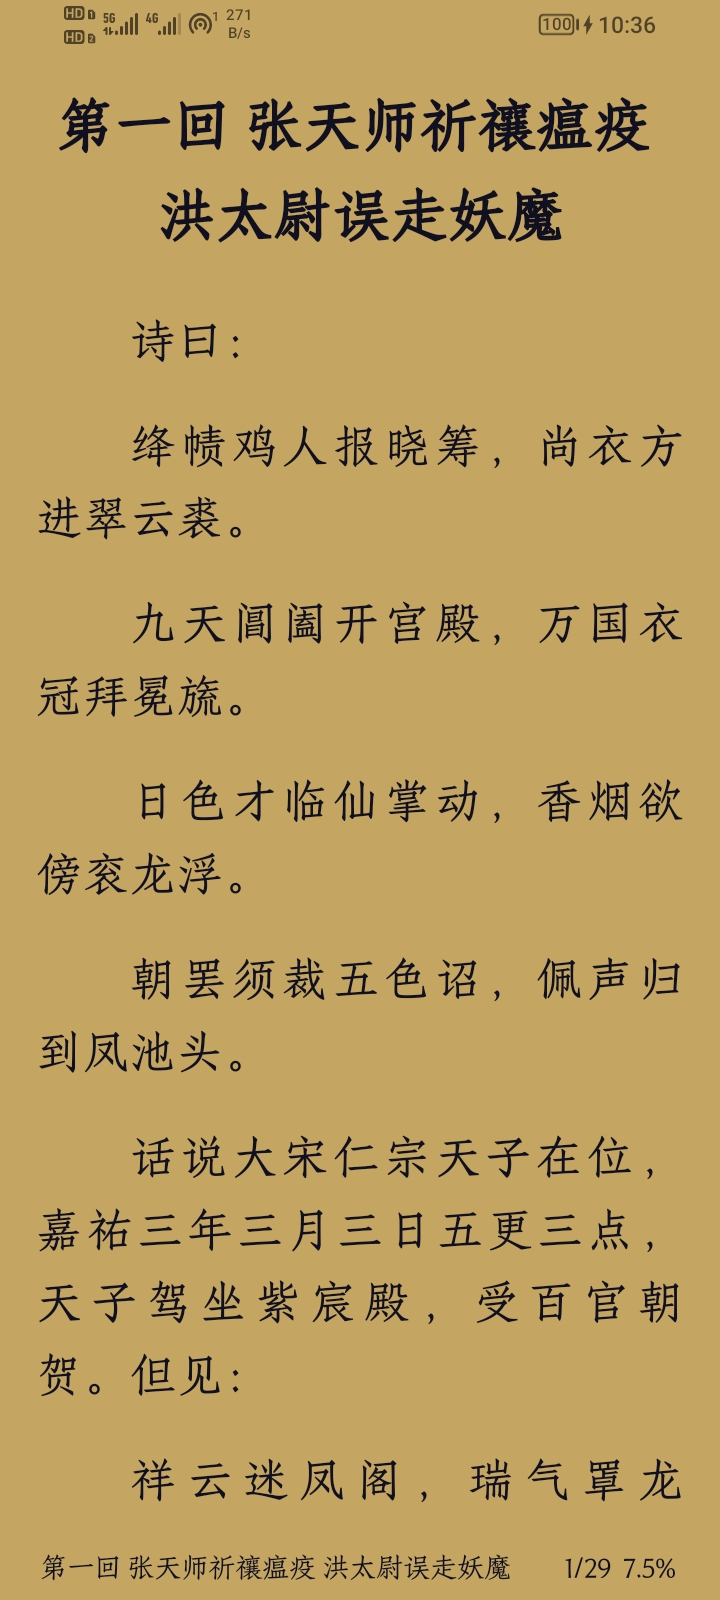 HD 1 5G 4G 1 271
HD 2 B/s 100 10:36
第一回 张天师祈禳瘟疫
洪太尉误走妖魔
诗曰：
绛帻鸡人报晓筹，尚衣方
进翠云裘。
九天阊阖开宫殿，万国衣
冠拜冕旒。
日色才临仙掌动，香烟欲
傍衮龙浮。
朝罢须裁五色诏，佩声归
到凤池头。
话说大宋仁宗天子在位，
嘉祐三年三月三日五更三点，
天子驾坐紫宸殿，受百官朝
贺。但见：
祥云迷凤阁，瑞气罩龙
第一回 张天师祈禳瘟疫 洪太尉误走妖魔 1/29 7.5%